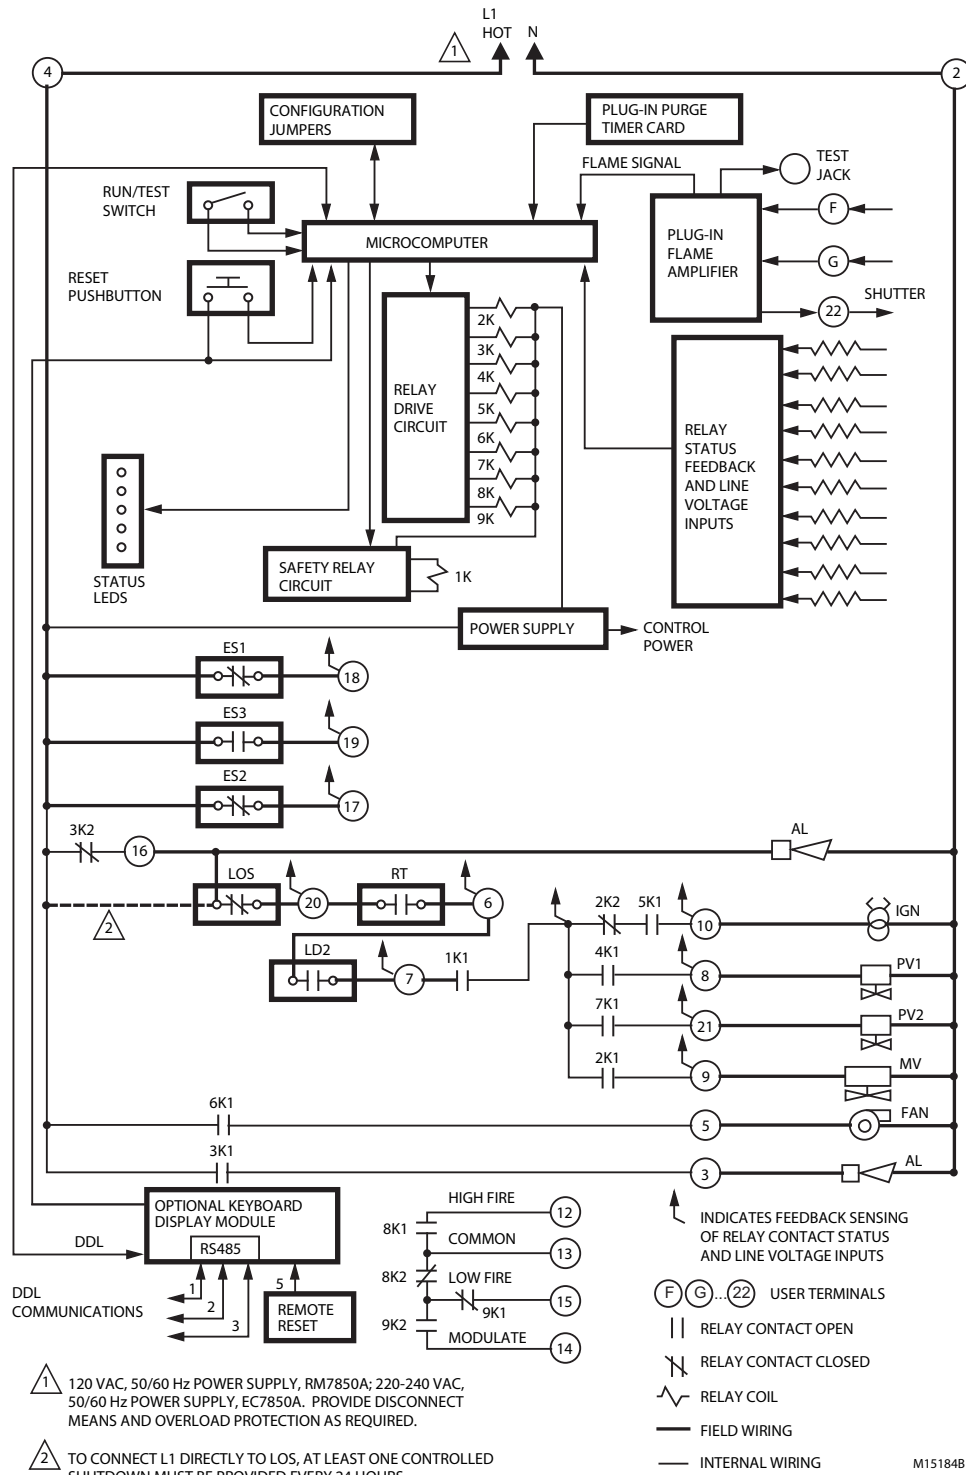 L1
HOT
N
1
4
2
CONFIGURATION
JUMPERS
PLUG-IN PURGE
TIMER CARD
FLAME SIGNAL
TEST
JACK
RUN/TEST
SWITCH
MICROCOMPUTER
PLUG-IN
FLAME
AMPLIFIER
F
G
22
SHUTTER
RESET
PUSHBUTTON
RELAY
DRIVE
CIRCUIT
2K
3K
4K
5K
6K
7K
8K
9K
RELAY
STATUS
FEEDBACK
AND LINE
VOLTAGE
INPUTS
STATUS
LEDS
SAFETY RELAY
CIRCUIT
1K
POWER SUPPLY
CONTROL
POWER
ES1
18
ES3
19
ES2
17
3K2
16
AL
LOS
20
RT
6
2
LD2
7
1K1
2K2
5K1
10
IGN
4K1
8
PV1
7K1
21
PV2
2K1
9
MV
6K1
5
FAN
3K1
3
AL
OPTIONAL KEYBOARD
DISPLAY MODULE
RS485
DDL
DDL
COMMUNICATIONS
1
2
3
5
REMOTE
RESET
HIGH FIRE
12
8K1
COMMON
13
8K2
LOW FIRE
15
9K1
9K2
MODULATE
14
INDICATES FEEDBACK SENSING
OF RELAY CONTACT STATUS
AND LINE VOLTAGE INPUTS
F G...22 USER TERMINALS
RELAY CONTACT OPEN
RELAY CONTACT CLOSED
RELAY COIL
FIELD WIRING
INTERNAL WIRING
1 120 VAC, 50/60 Hz POWER SUPPLY, RM7850A; 220-240 VAC,
50/60 Hz POWER SUPPLY, EC7850A. PROVIDE DISCONNECT
MEANS AND OVERLOAD PROTECTION AS REQUIRED.
2 TO CONNECT L1 DIRECTLY TO LOS, AT LEAST ONE CONTROLLED
SHUTDOWN MUST BE PROVIDED EVERY 24 HOURS
M15184B